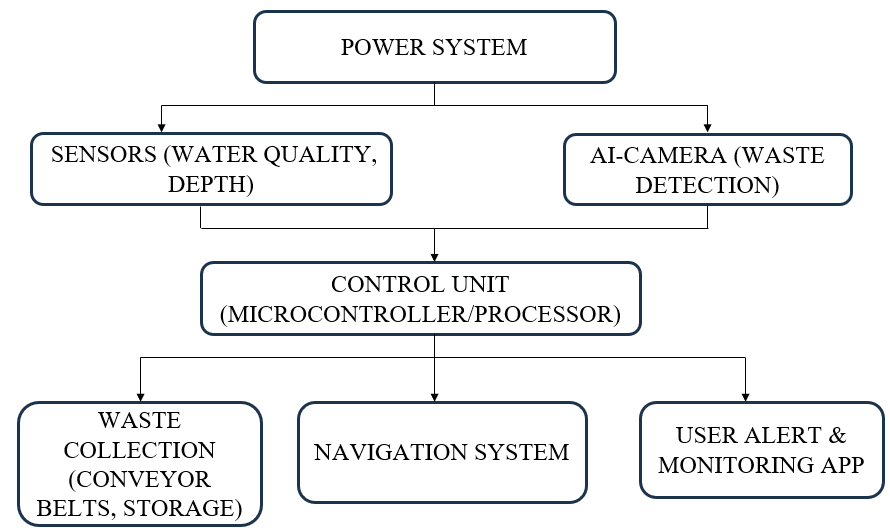 POWER SYSTEM
SENSORS (WATER QUALITY,
DEPTH)
AI-CAMERA (WASTE
DETECTION)
CONTROL UNIT
(MICROCONTROLLER/PROCESSOR)
WASTE
COLLECTION
(CONVEYOR
BELTS, STORAGE)
NAVIGATION SYSTEM
USER ALERT &
MONITORING APP